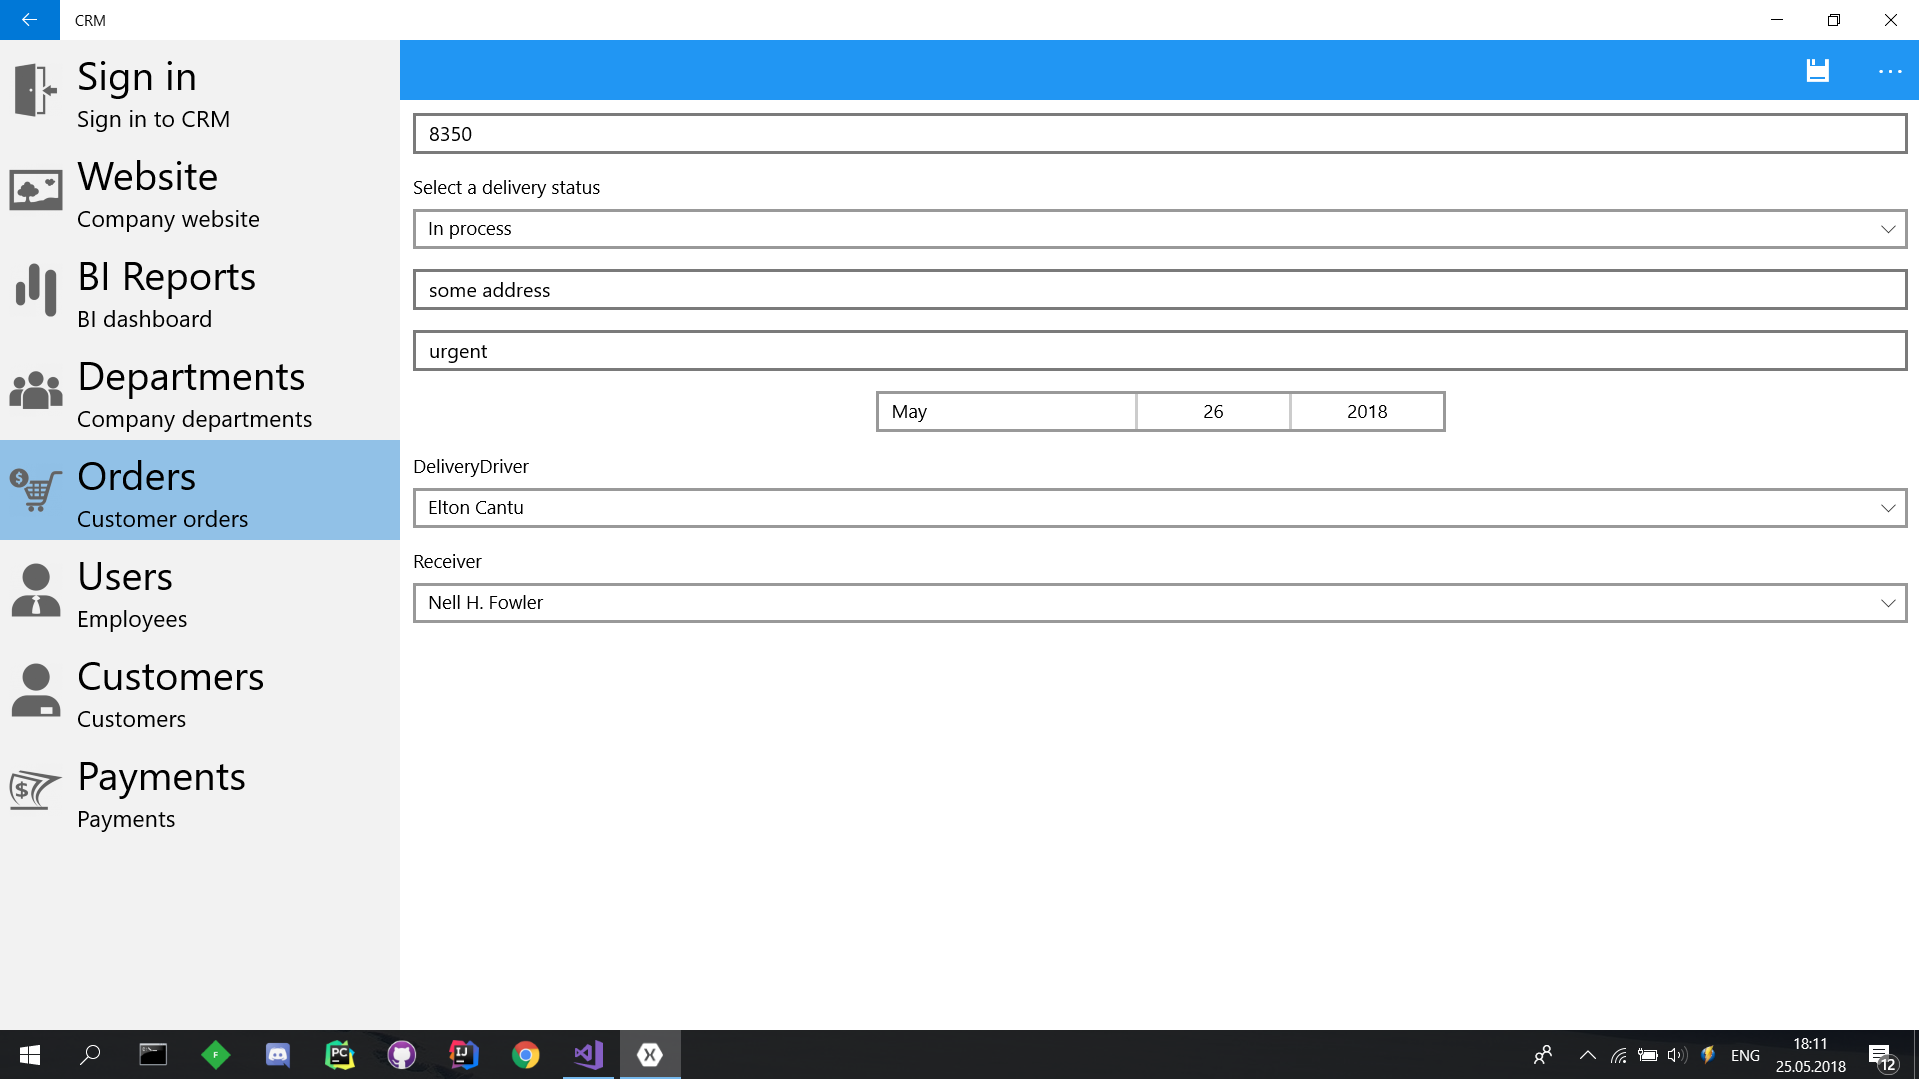 CRM
Sign in
Sign in to CRM
Website
Company website
BI Reports
BI dashboard
Departments
Company departments
Orders
Customer orders
Users
Employees
Customers
Customers
Payments
Payments
8350
Select a delivery status
In process
some address
urgent
May 26 2018
DeliveryDriver
Elton Cantu
Receiver
Nell H. Fowler
F
PC
IJ
ENG
18:11
25.05.2018
12